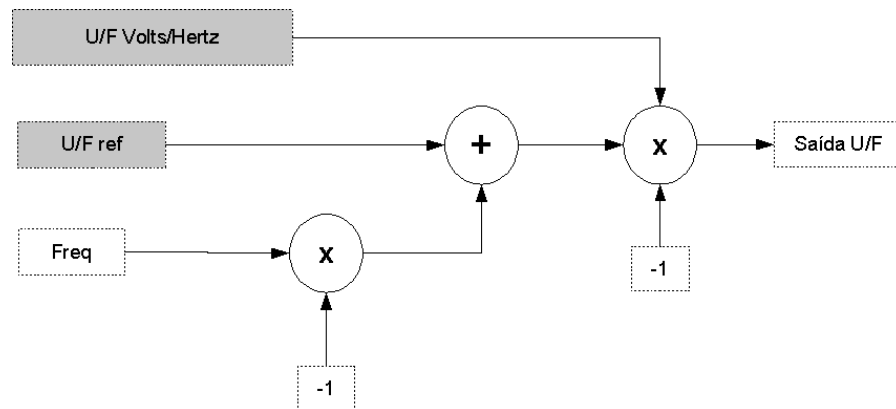 U/F Volts/Hertz
U/F ref
+
x
Saída U/F
Freq
x
-1
-1